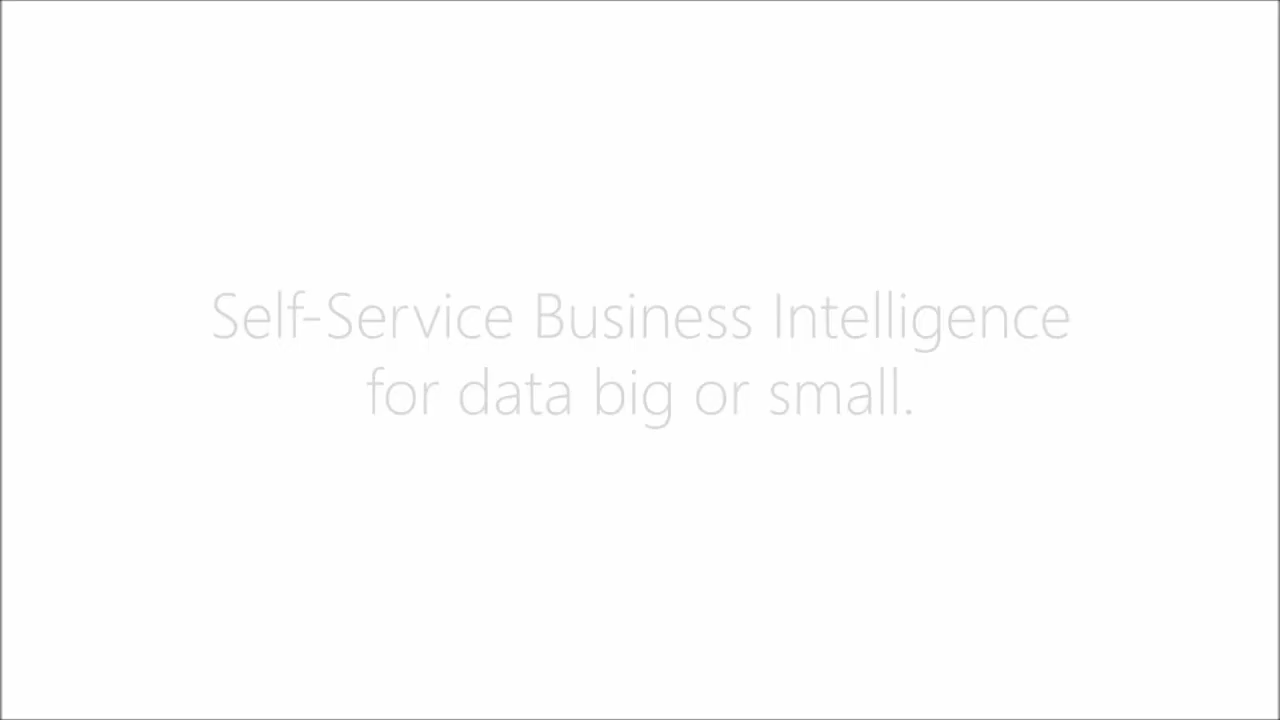 Self-Service Business Intelligence
for data big or small.